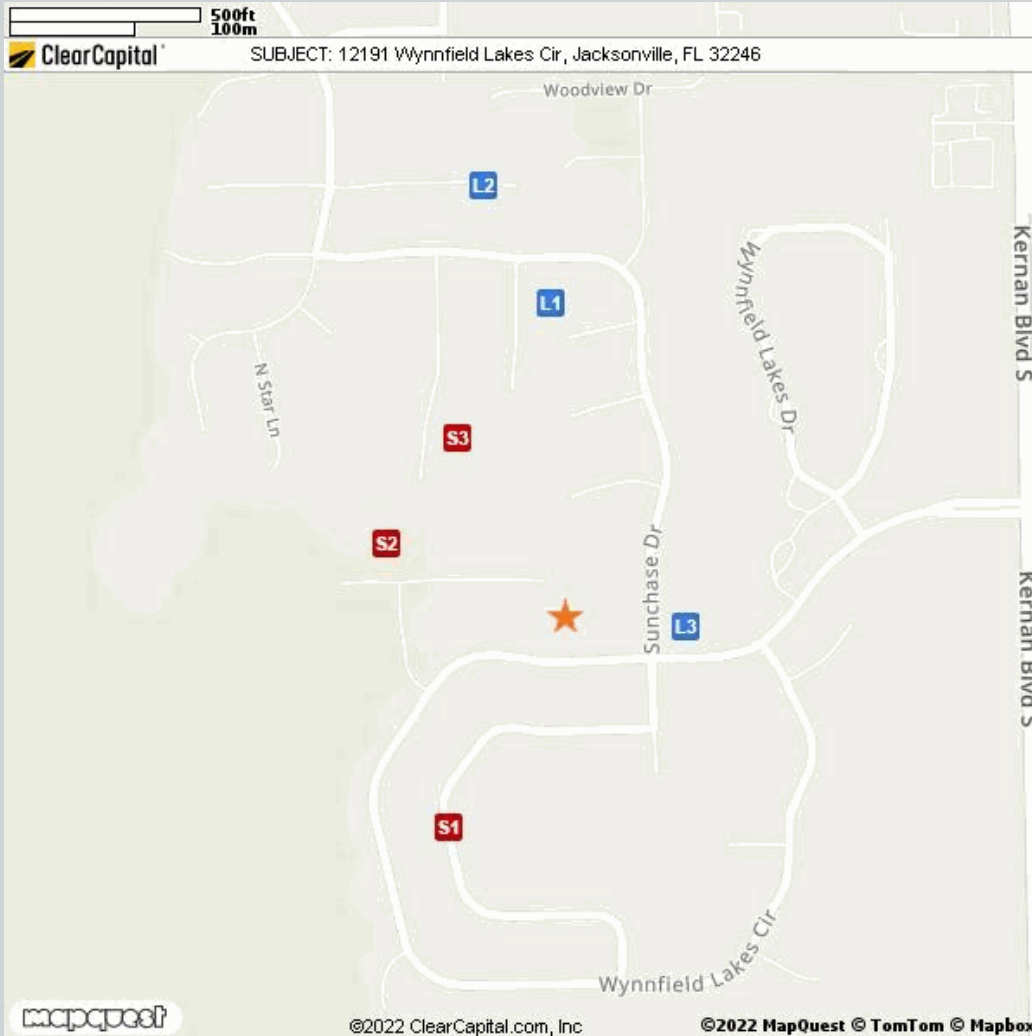 500ft
100m
ClearCapital
SUBJECT: 12191 Wynnfield Lakes Cir, Jacksonville, FL 32246
Woodview Dr
L2
Kernan Blvd S
Wynnfield Lakes Dr
L1
N Star Ln
S3
S2
Sunchase Dr
Kernan Blvd S
L3
S1
Wynnfield Lakes Cir
mapquest
©2022 ClearCapital.com, Inc
©2022 MapQuest © TomTom © Mapbox